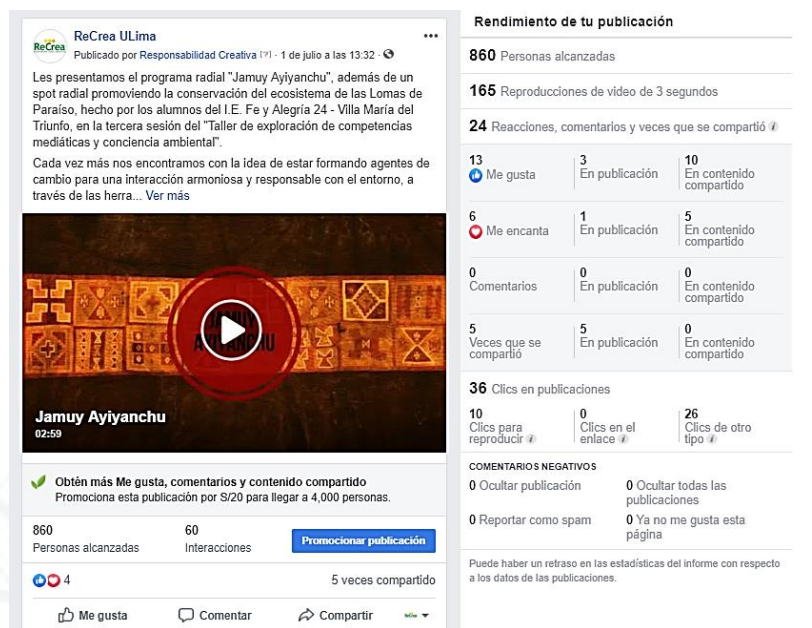 ReCrea
ReCrea ULima
Publicado por Responsabilidad Creativa [?] · 1 de julio a las 13:32 ·
Les presentamos el programa radial "Jamuy Ayiyanchu", además de un
spot radial promoviendo la conservación del ecosistema de las Lomas de
Paraíso, hecho por los alumnos del I.E. Fe y Alegría 24 - Villa María del
Triunfo, en la tercera sesión del "Taller de exploración de competencias
mediáticas y conciencia ambiental".
Cada vez más nos encontramos con la idea de estar formando agentes de
cambio para una interacción armoniosa y responsable con el entorno, a
través de las herra... Ver más
JAMUY
AYIYANCHU
Jamuy Ayiyanchu
02:59
Obtén más Me gusta, comentarios y contenido compartido
Promociona esta publicación por S/20 para llegar a 4,000 personas.
860
Personas alcanzadas
60
Interacciones
Promocionar publicación
4
5 veces compartido
Me gusta
Comentar
Compartir
Rendimiento de tu publicación
860 Personas alcanzadas
165 Reproducciones de video de 3 segundos
24 Reacciones, comentarios y veces que se compartió
13
Me gusta
3
En publicación
10
En contenido
compartido
6
Me encanta
1
En publicación
5
En contenido
compartido
0
Comentarios
0
En publicación
0
En contenido
compartido
5
Veces que se
compartió
5
En publicación
0
En contenido
compartido
36 Clics en publicaciones
10
Clics para
reproducir
0
Clics en el
enlace
26
Clics de otro
tipo
COMENTARIOS NEGATIVOS
0 Ocultar publicación
0 Ocultar todas las
publicaciones
0 Reportar como spam
0 Ya no me gusta esta
página
Puede haber un retraso en las estadísticas del informe con respecto
a los datos de las publicaciones.